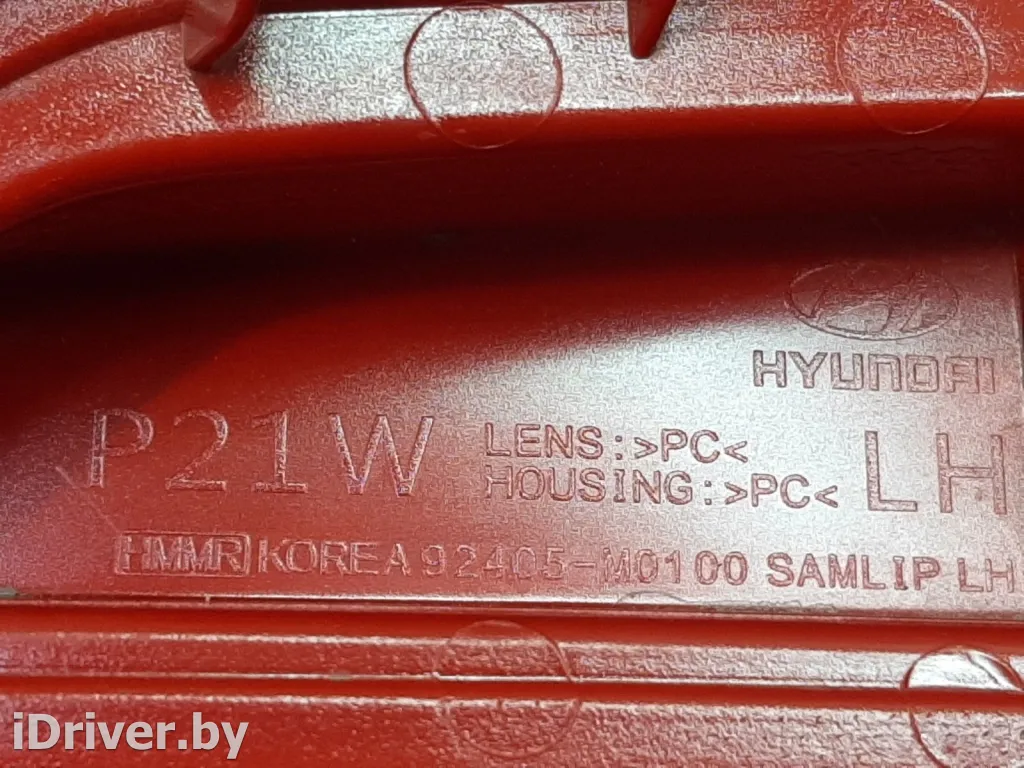 HYUNDAI
P21W
LENS:>PC<
HOUSING:>PC<
LH
HMMR KOREA 92405-M0100 SAMLIP LH
iDriver.by